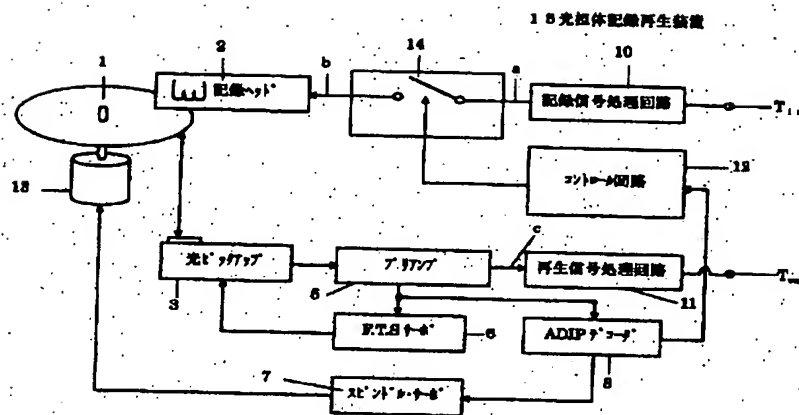 18光担体記録再生装置
1
2
b
14
a
10
記録ヘッド
記録信号処理回路
12
コントロール回路
13
光ピックアップ
プリアンプ
c
再生信号処理回路
3
5
11
F.T.Sサーボ
6
ADIPデコーダ
8
7
スピンドル・サーボ